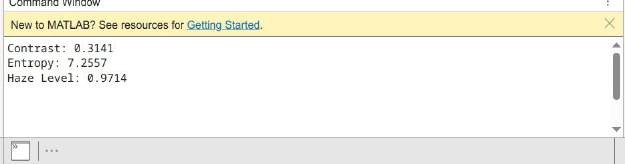 Command Window
New to MATLAB? See resources for Getting Started.
Contrast: 0.3141
Entropy: 7.2557
Haze Level: 0.9714